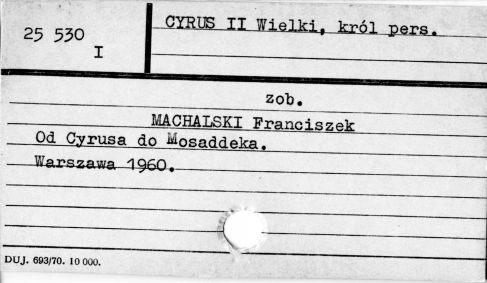 25 530
I
CYRUS II Wielki, król pers.
zob.
MACHALSKI Franciszek
Od Cyrusa do Mosaddeka.
Warszawa 1960.
DUJ. 693/70. 10 000.